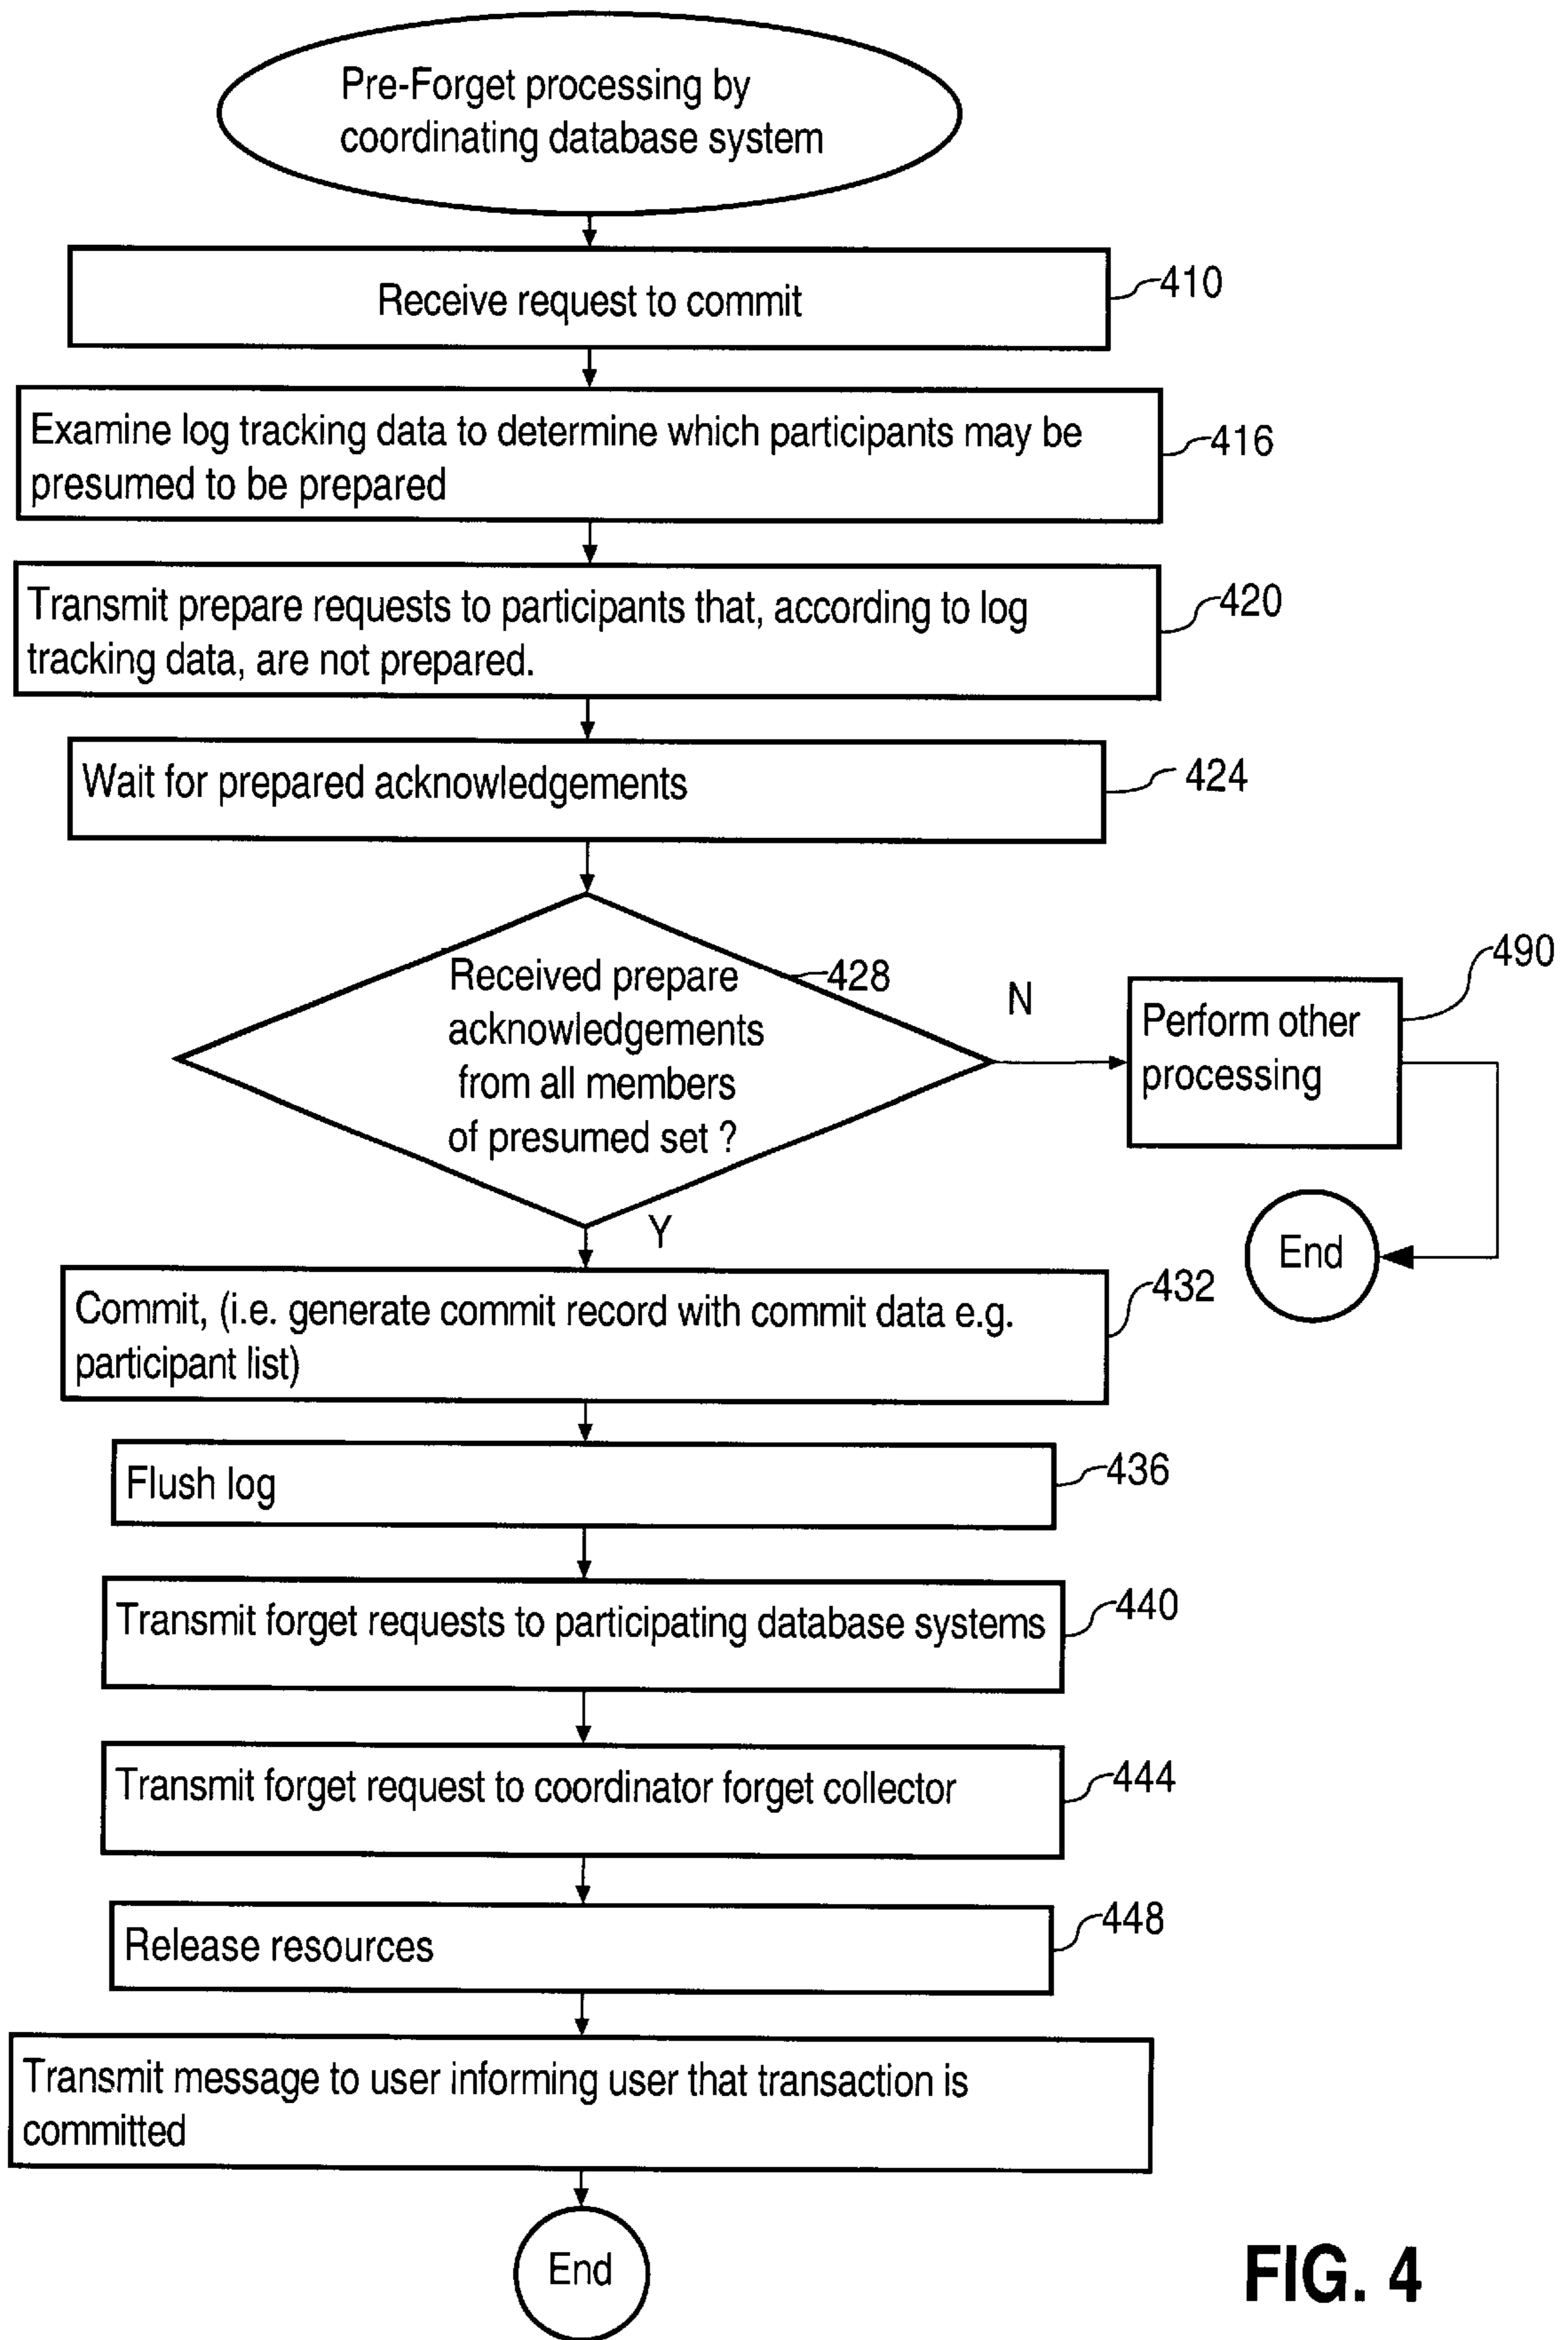 Pre-Forget processing by
coordinating database system
Receive request to commit
410
Examine log tracking data to determine which participants may be
presumed to be prepared
416
Transmit prepare requests to participants that, according to log
tracking data, are not prepared.
420
Wait for prepared acknowledgements
424
Received prepare
acknowledgements
from all members
of presumed set ?
428
N
Perform other
processing
490
End
Y
Commit, (i.e. generate commit record with commit data e.g.
participant list)
432
Flush log
436
Transmit forget requests to participating database systems
440
Transmit forget request to coordinator forget collector
444
Release resources
448
Transmit message to user informing user that transaction is
committed
End
FIG. 4